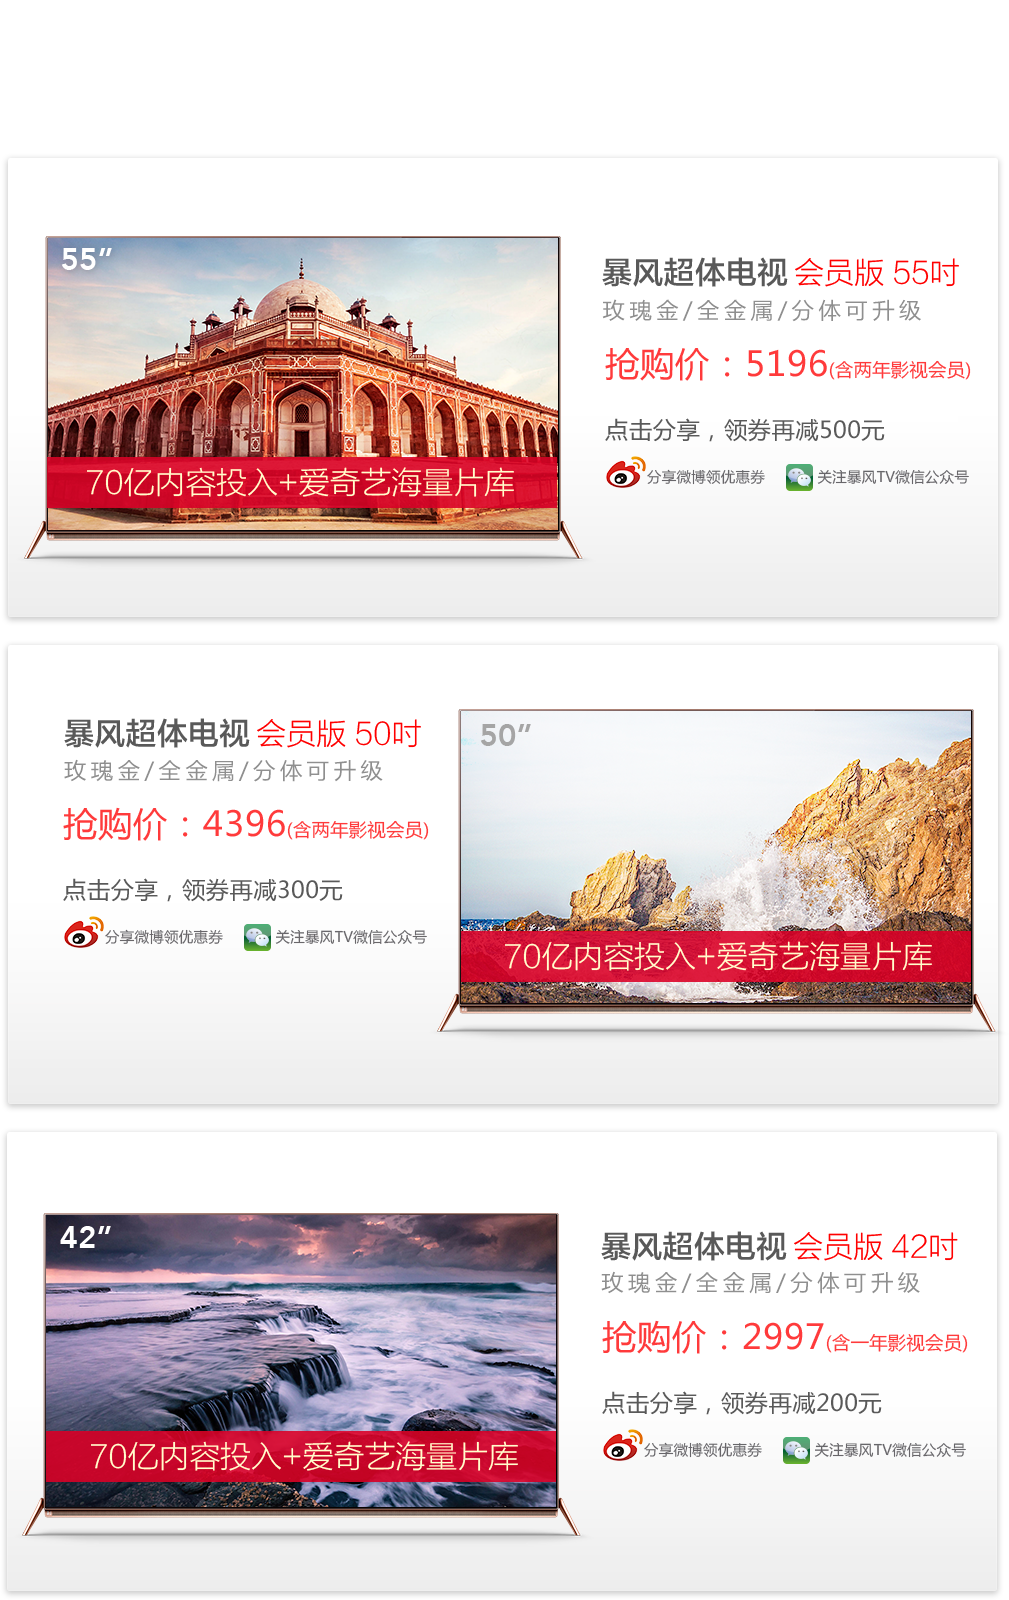 55"
暴风超体电视 会员版 55吋
玫瑰金/全金属/分体可升级
抢购价：5196(含两年影视会员)
点击分享，领券再减500元
分享微博领优惠券 关注暴风TV微信公众号
70亿内容投入+爱奇艺海量片库
暴风超体电视 会员版 50吋
玫瑰金/全金属/分体可升级
抢购价：4396(含两年影视会员)
点击分享，领券再减300元
分享微博领优惠券 关注暴风TV微信公众号
50"
70亿内容投入+爱奇艺海量片库
42"
暴风超体电视 会员版 42吋
玫瑰金/全金属/分体可升级
抢购价：2997(含一年影视会员)
点击分享，领券再减200元
分享微博领优惠券 关注暴风TV微信公众号
70亿内容投入+爱奇艺海量片库